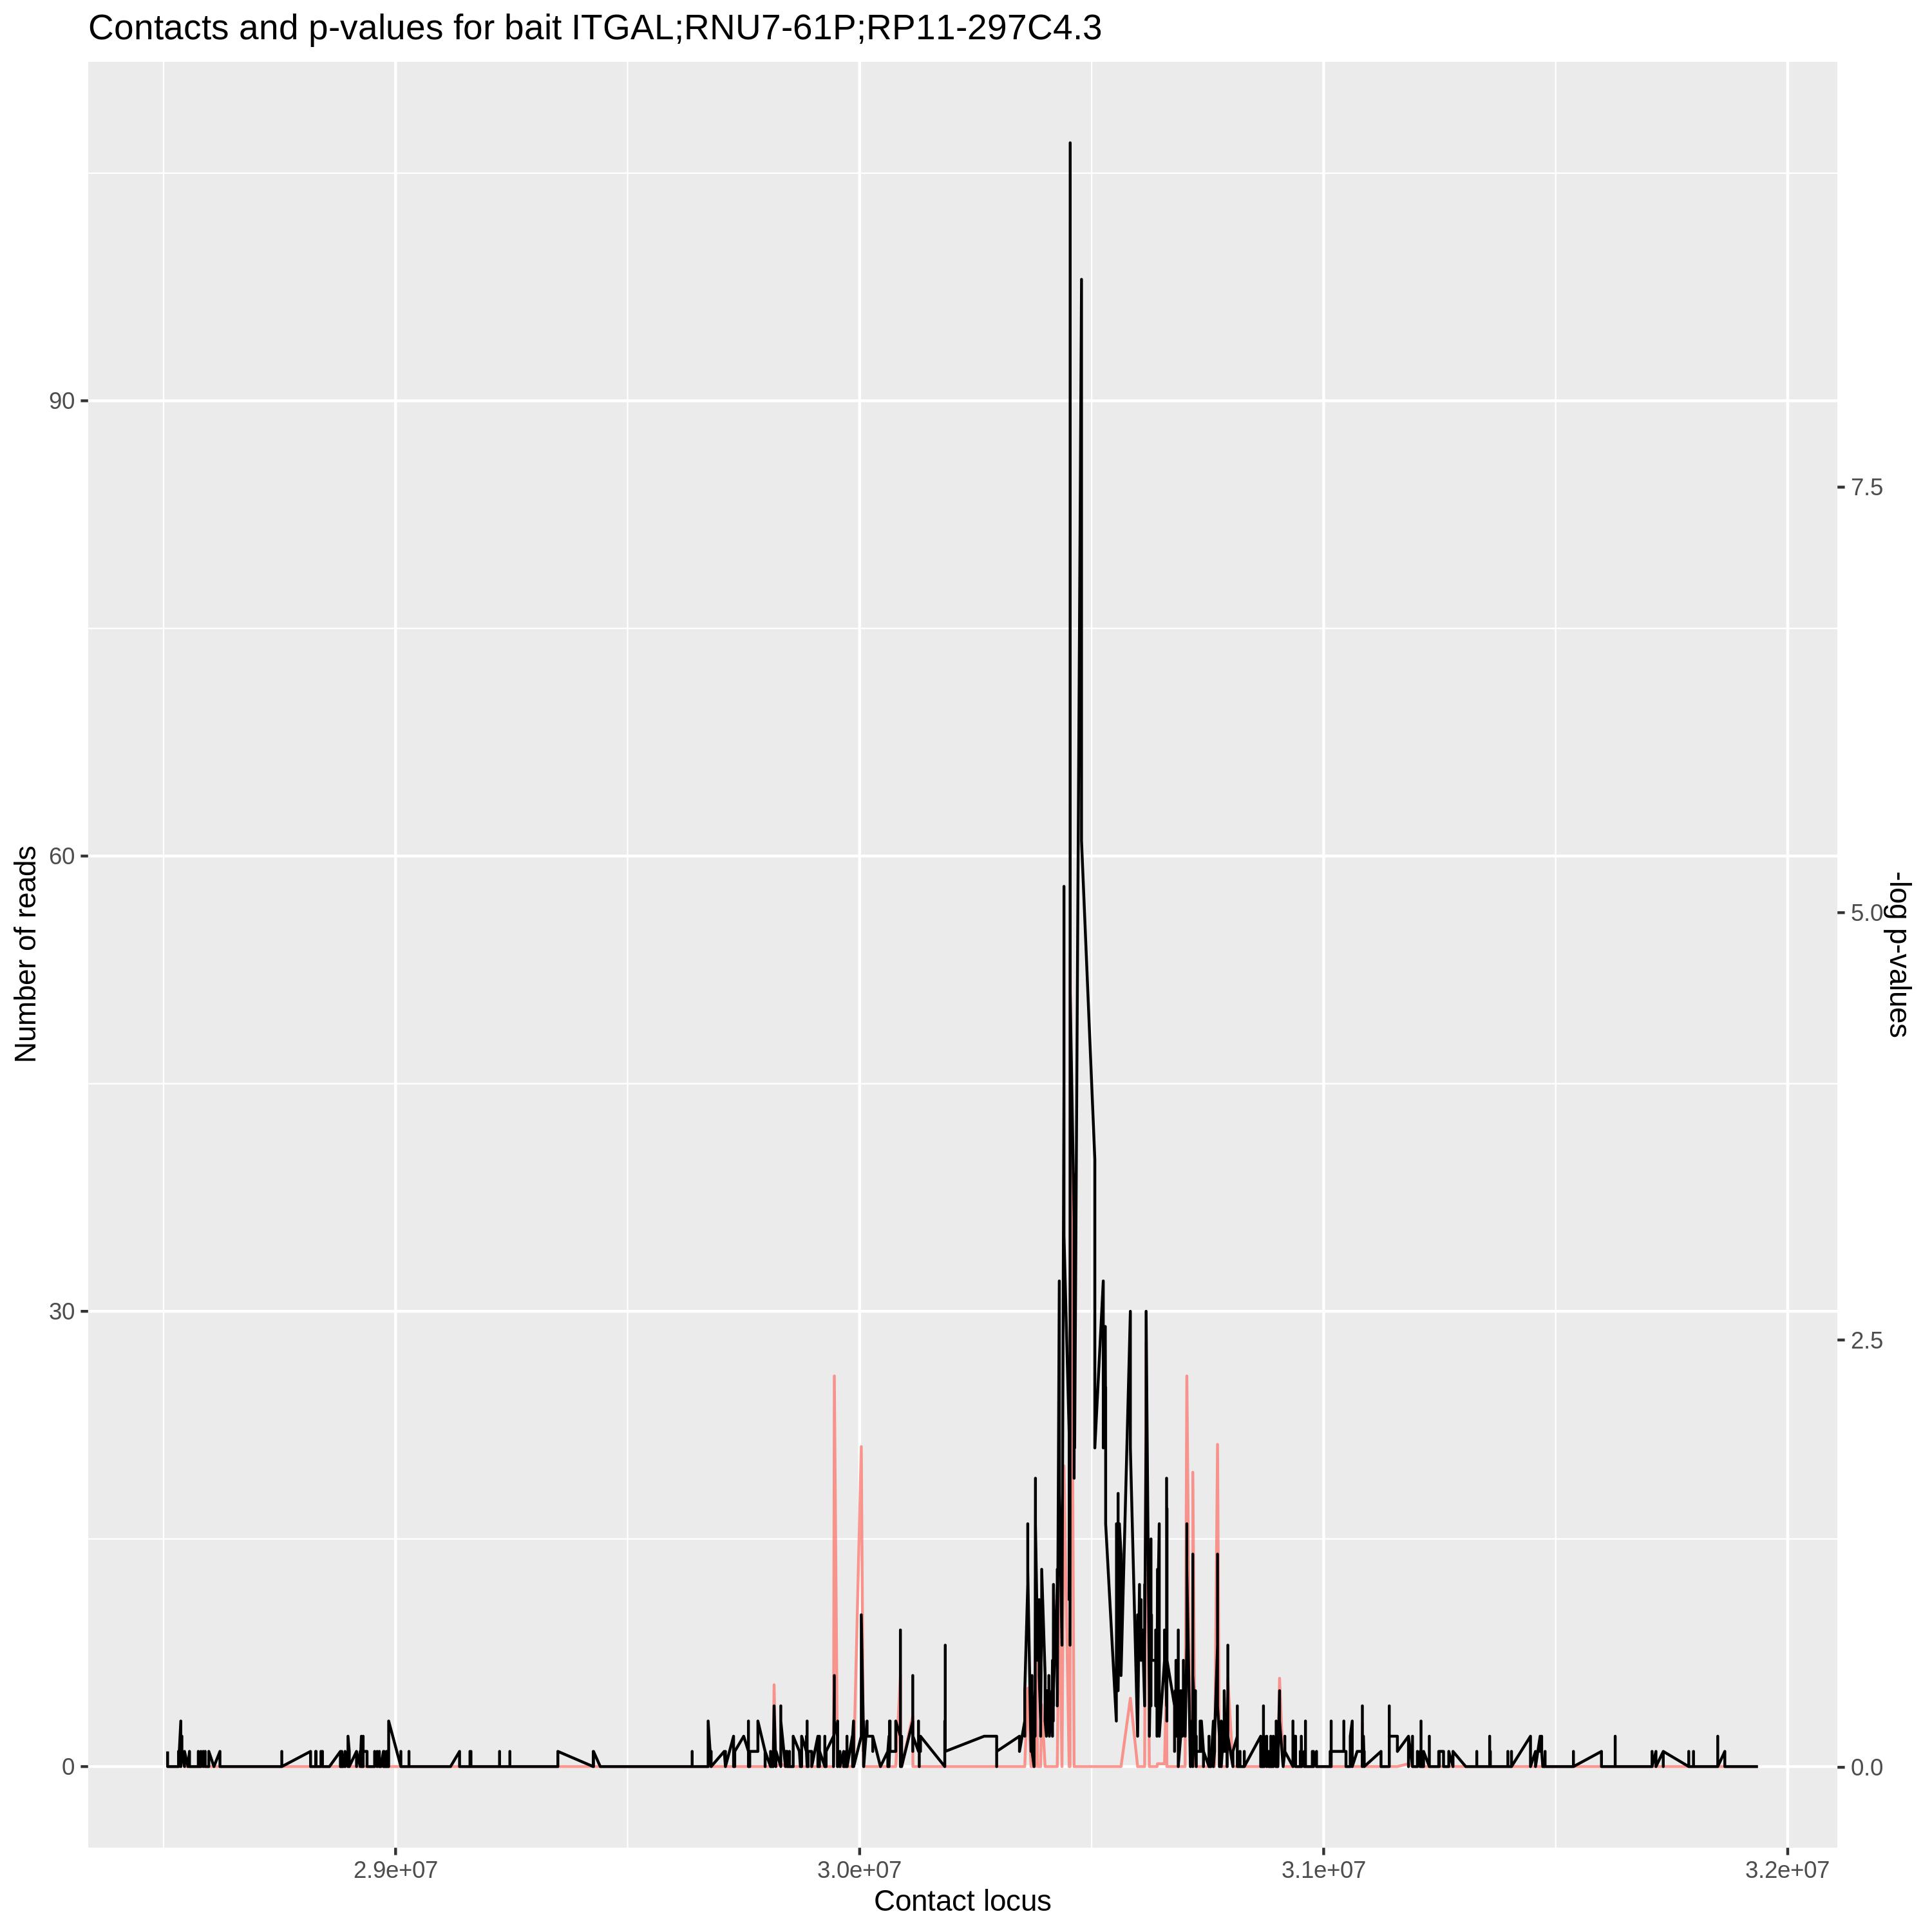 Contacts and p-values for bait ITGAL;RNU7-61P;RP11-297C4.3
90
60
30
0
Number of reads
7.5
5.0
2.5
0.0
-log p-values
2.9e+07
3.0e+07
3.1e+07
3.2e+07
Contact locus